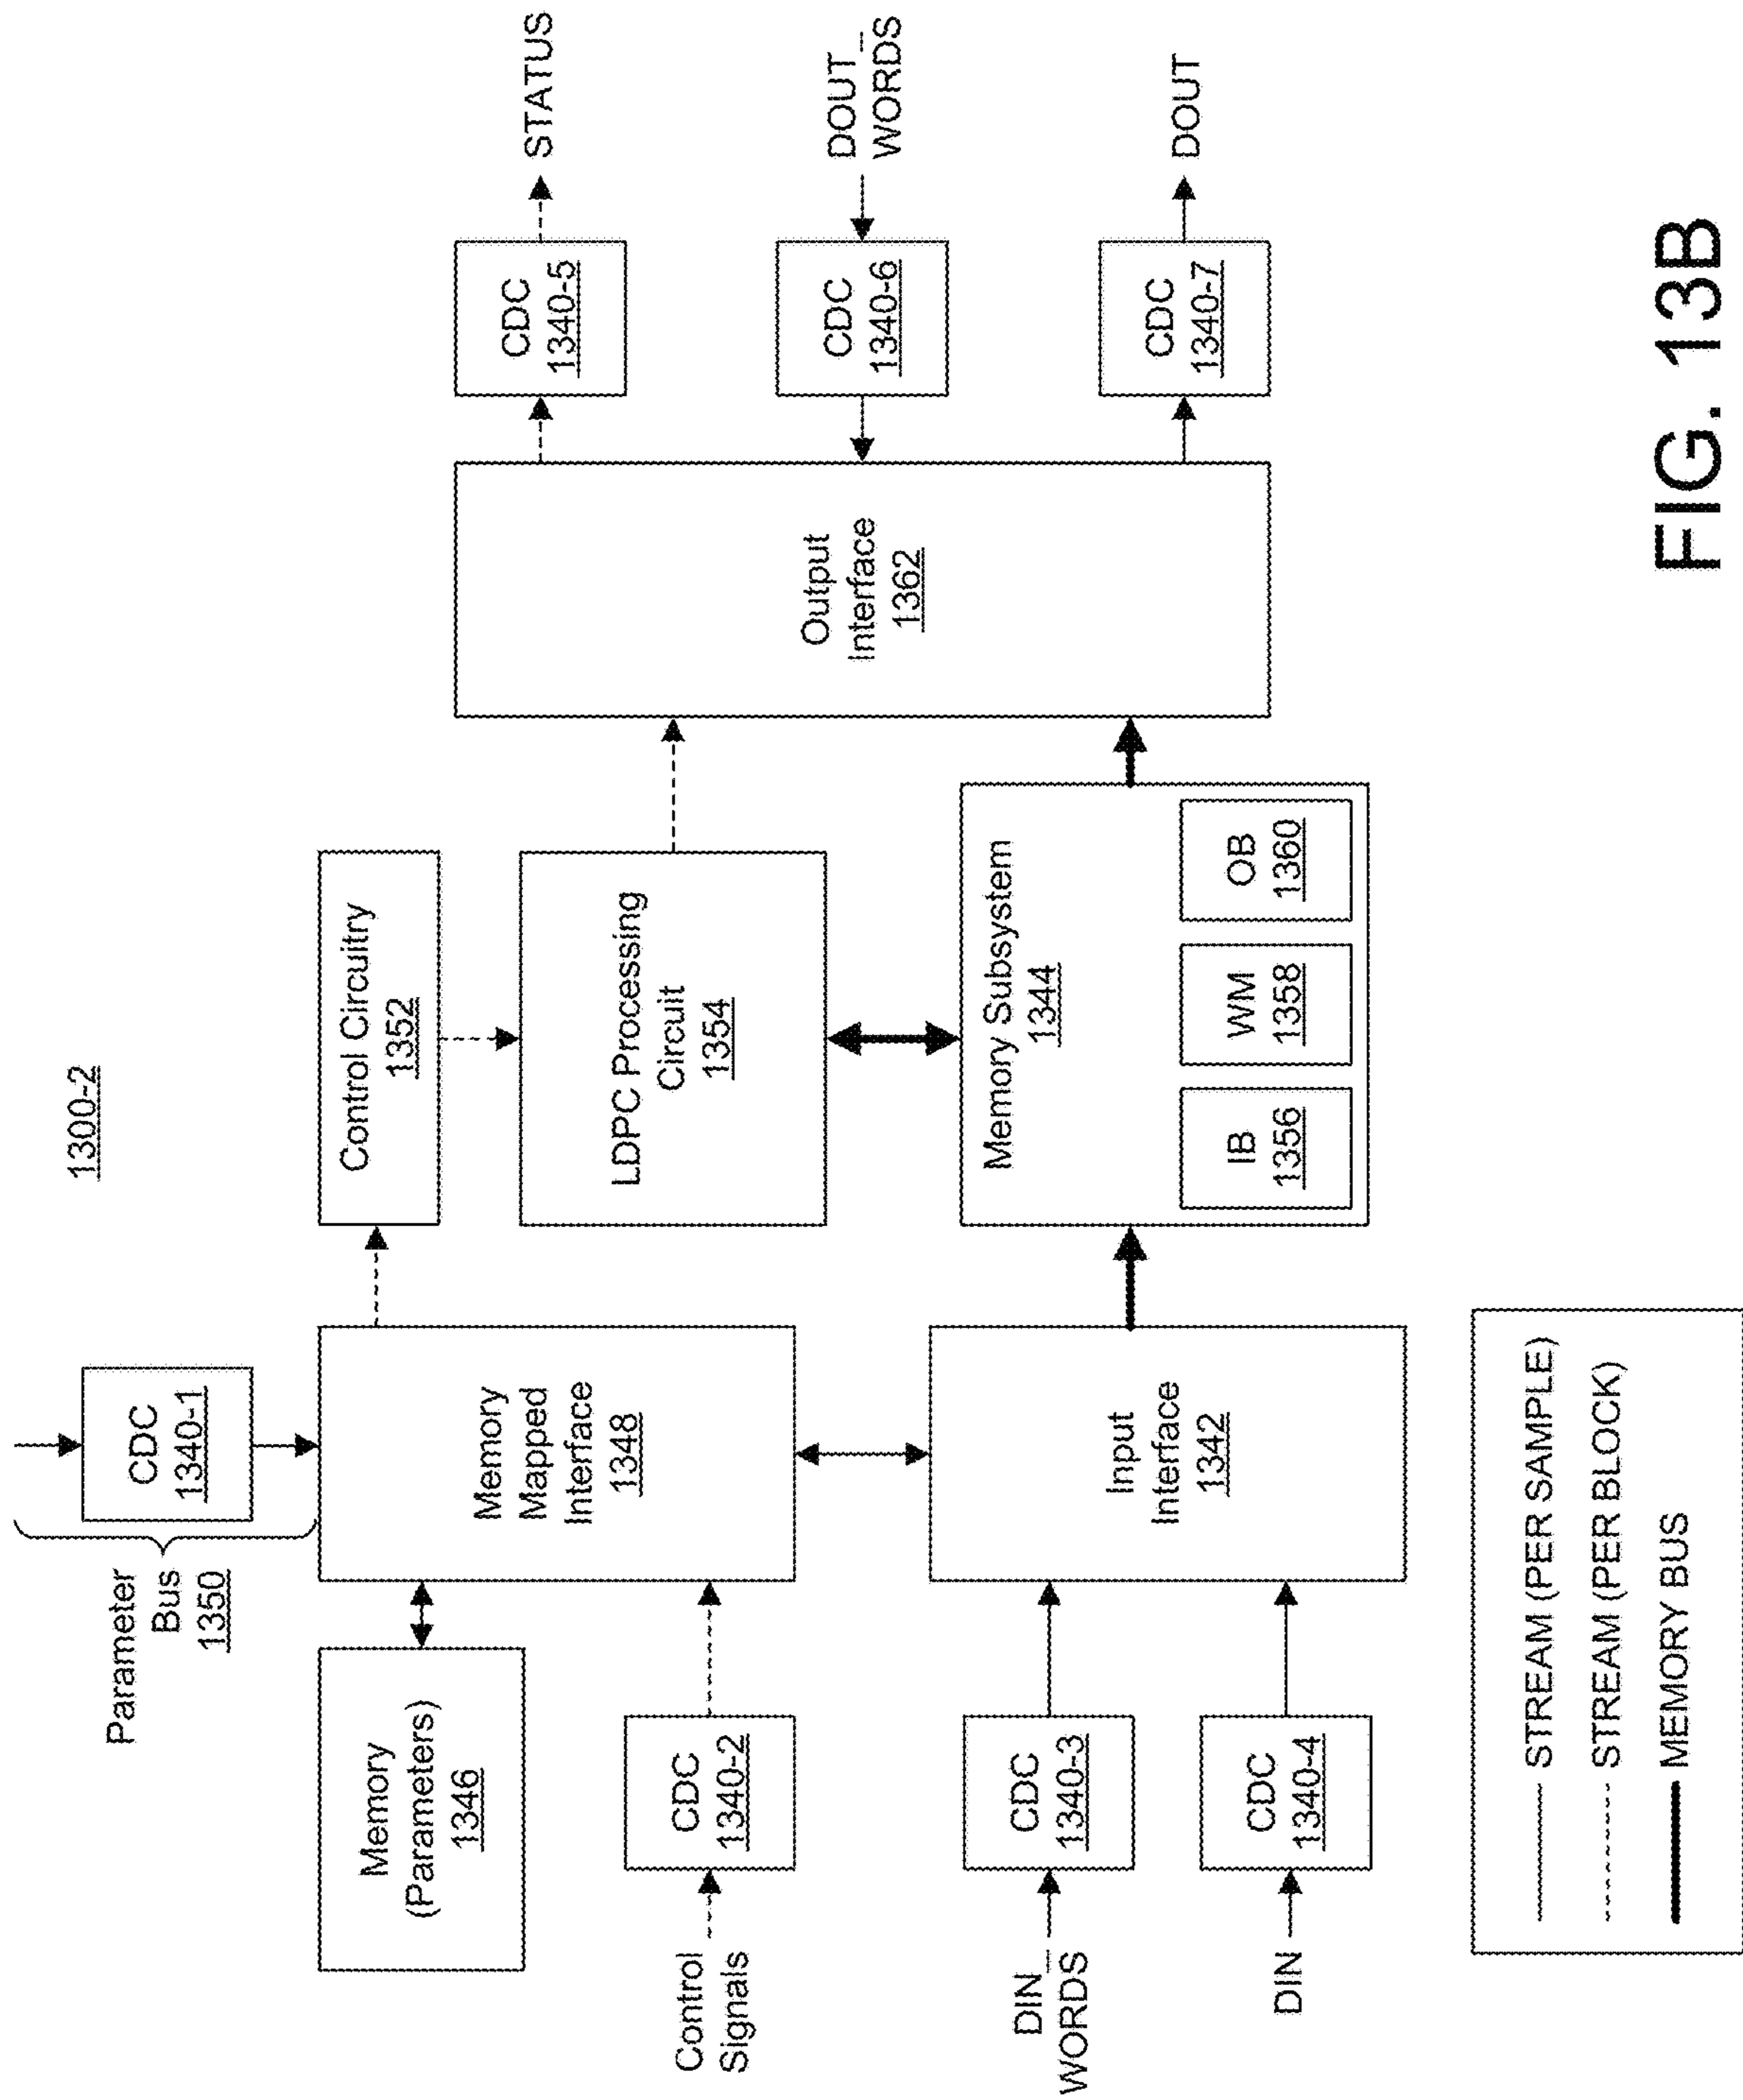 1300-2
Parameter
Bus
1350
CDC
1340-1
Memory
(Parameters)
1346
Memory
Mapped
Interface
1348
Control Circuitry
1352
Control
Signals
CDC
1340-2
LDPC Processing
Circuit
1354
Output
Interface
1362
CDC
1340-5
STATUS
CDC
1340-6
DOUT_
WORDS
CDC
1340-7
DOUT
DIN_
WORDS
CDC
1340-3
DIN
CDC
1340-4
Input
Interface
1342
Memory Subsystem
1344
IB
1356
WM
1358
OB
1360
STREAM (PER SAMPLE)
STREAM (PER BLOCK)
MEMORY BUS
FIG. 13B